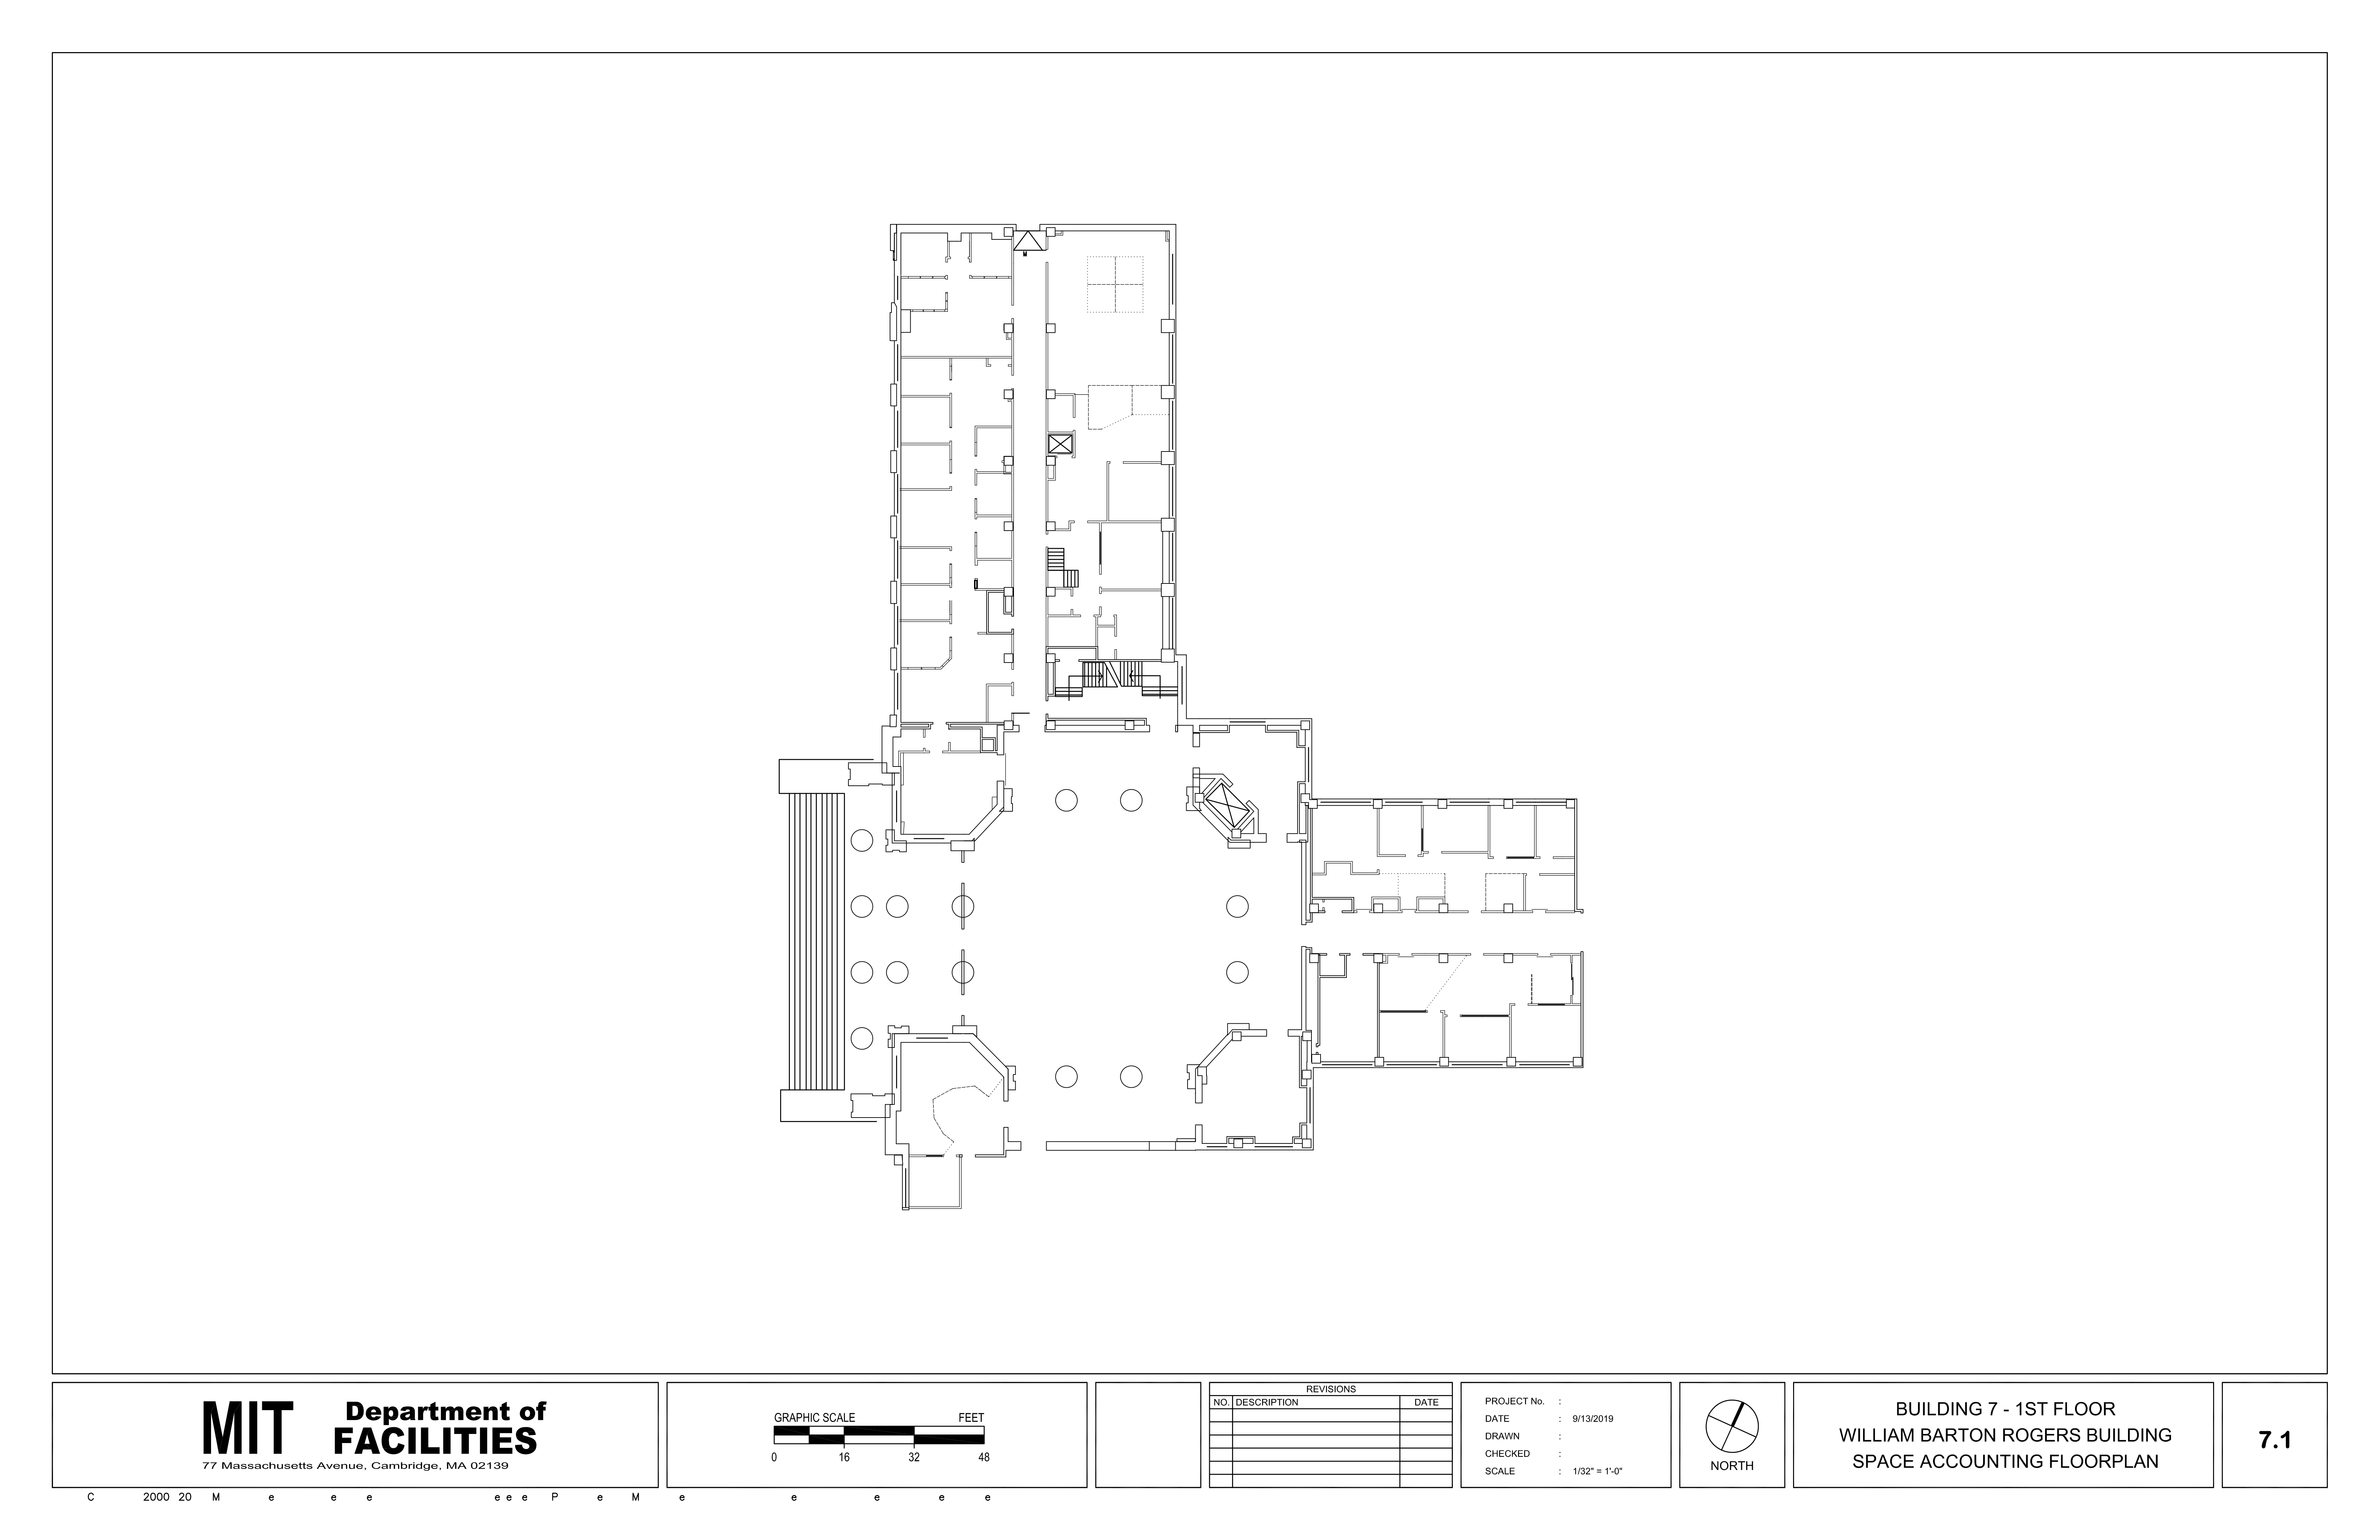 MIT Department of
FACILITIES
77 Massachusetts Avenue, Cambridge, MA 02139
GRAPHIC SCALE FEET
0 16 32 48
REVISIONS
NO. DESCRIPTION DATE
PROJECT No. :
DATE : 9/13/2019
DRAWN :
CHECKED :
SCALE : 1/32" = 1'-0"
NORTH
BUILDING 7 - 1ST FLOOR
WILLIAM BARTON ROGERS BUILDING
SPACE ACCOUNTING FLOORPLAN
7.1
C 2000 20 M e e e e e e P e M e e e e e